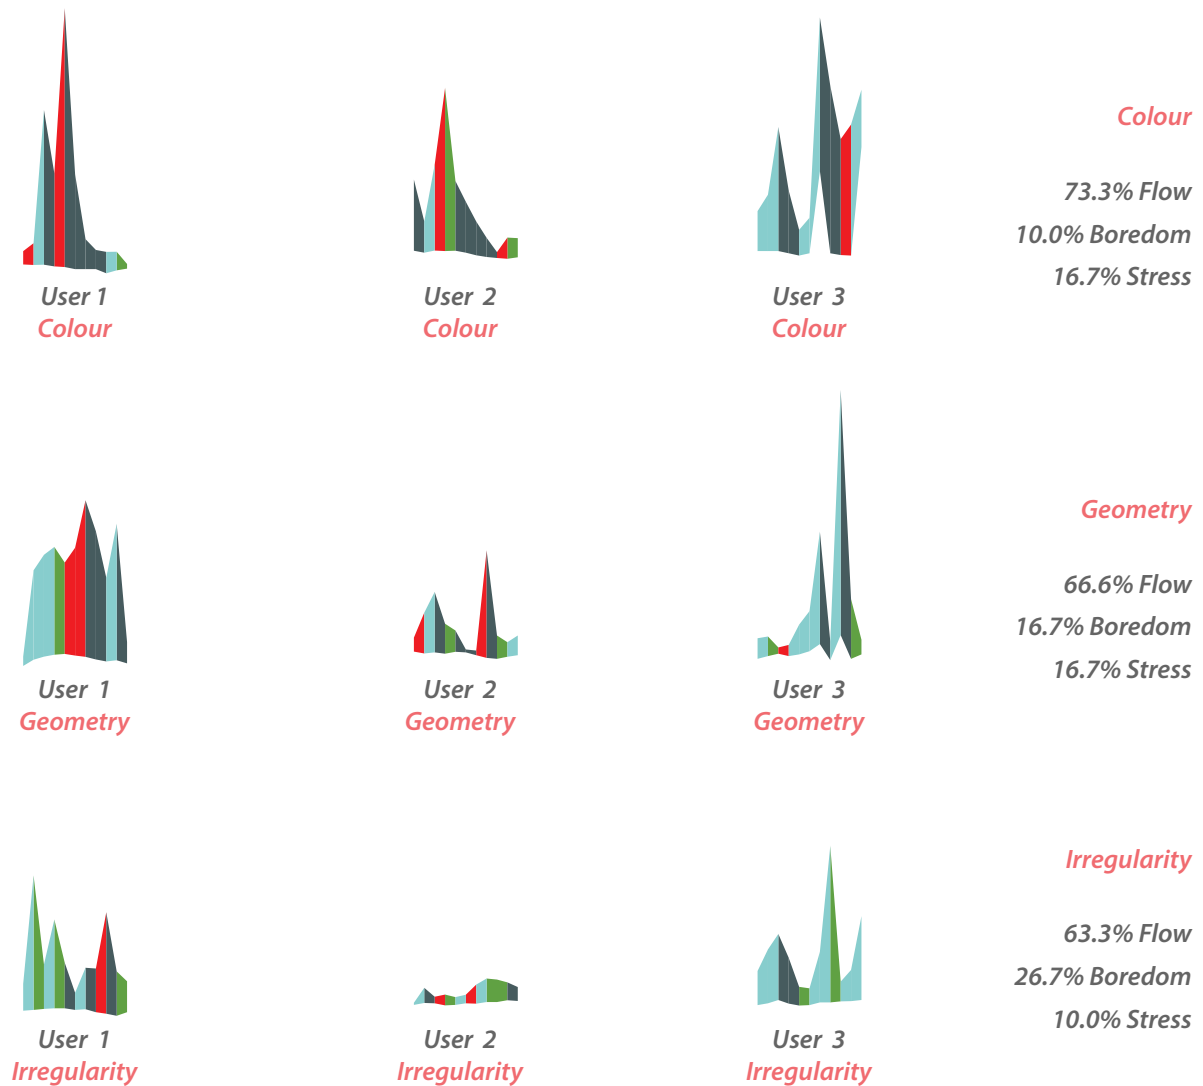 Colour
73.3% Flow
10.0% Boredom
16.7% Stress
User 1
Colour
User 2
Colour
User 3
Colour
Geometry
66.6% Flow
16.7% Boredom
16.7% Stress
User 1
Geometry
User 2
Geometry
User 3
Geometry
Irregularity
63.3% Flow
26.7% Boredom
10.0% Stress
User 1
Irregularity
User 2
Irregularity
User 3
Irregularity